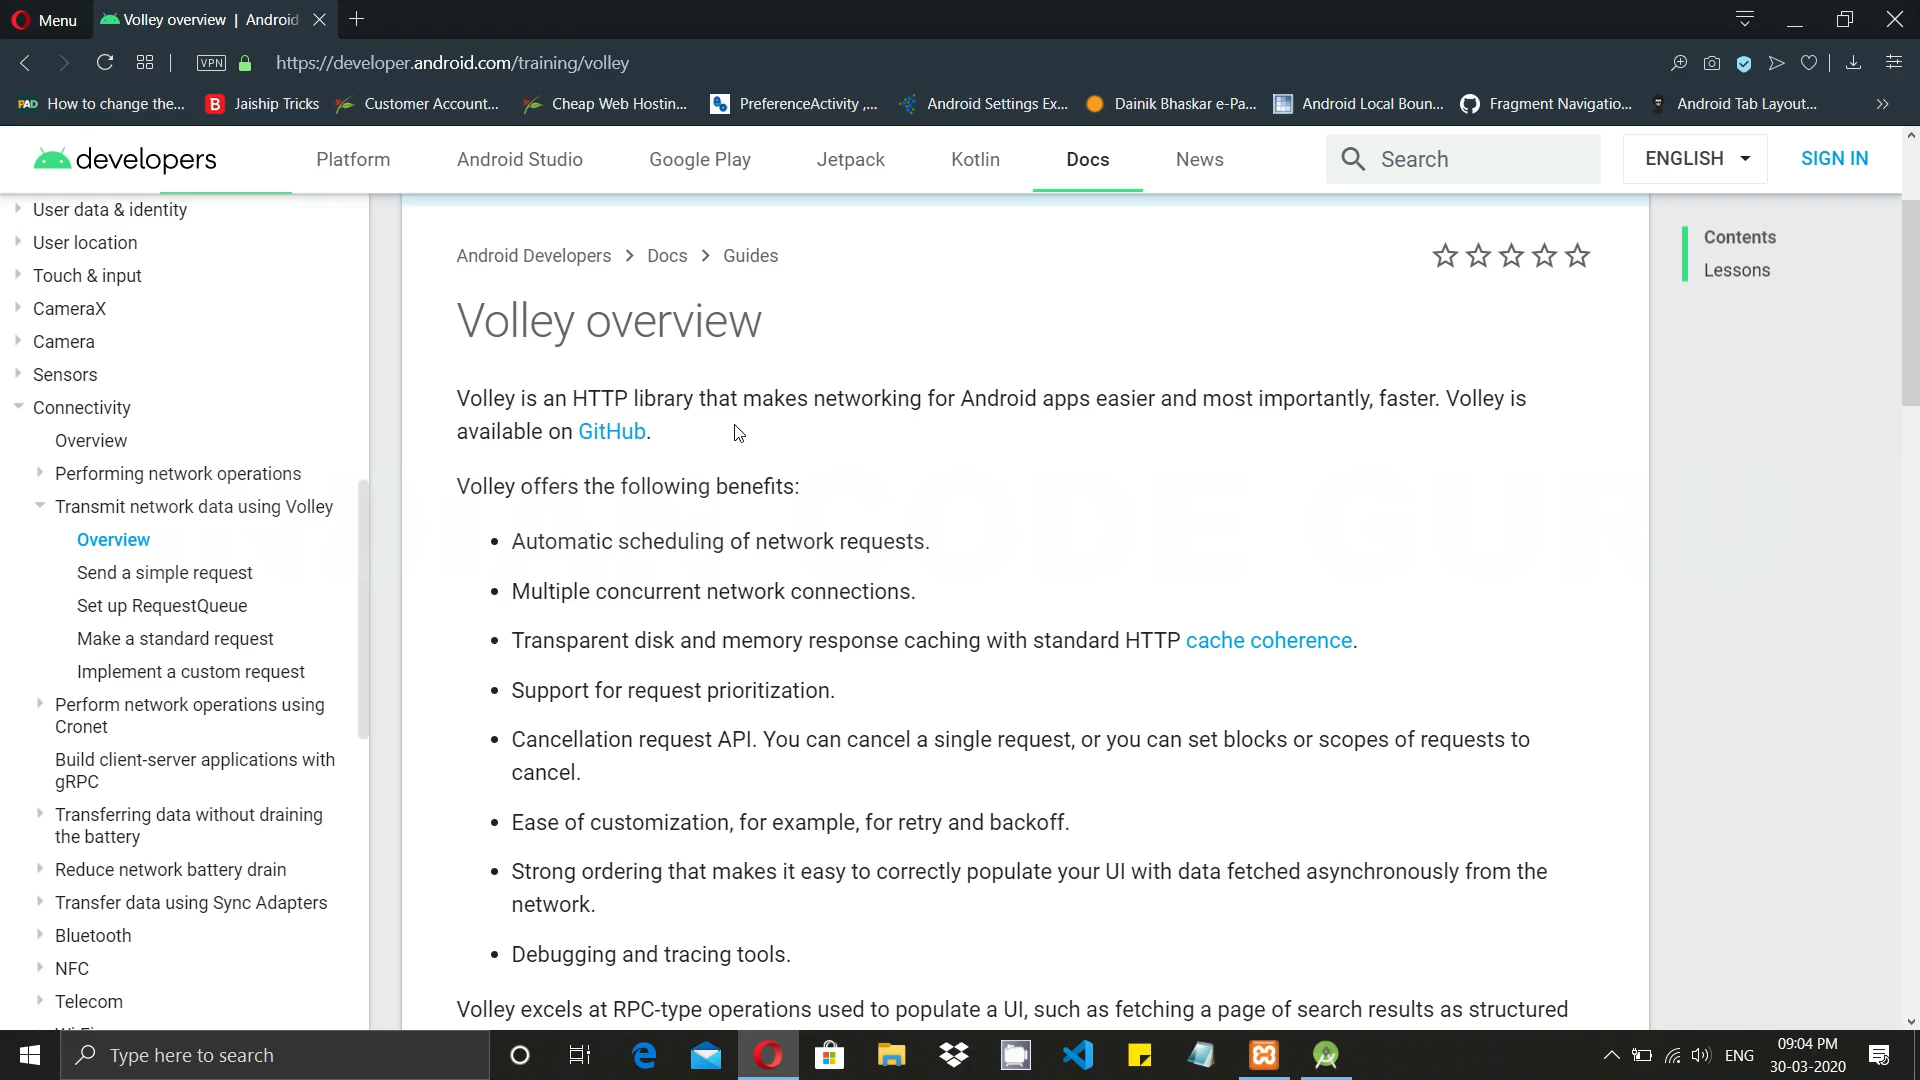 Menu
Volley overview | Android
VPN
https://developer.android.com/training/volley
PAD How to change the...
B Jaiship Tricks
Customer Account...
Cheap Web Hostin...
PreferenceActivity ,...
Android Settings Ex...
Dainik Bhaskar e-Pa...
Android Local Boun...
Fragment Navigatio...
Android Tab Layout...
developers
Platform
Android Studio
Google Play
Jetpack
Kotlin
Docs
News
Search
ENGLISH
SIGN IN
User data & identity
User location
Touch & input
CameraX
Camera
Sensors
Connectivity
Overview
Performing network operations
Transmit network data using Volley
Overview
Send a simple request
Set up RequestQueue
Make a standard request
Implement a custom request
Perform network operations using
Cronet
Build client-server applications with
gRPC
Transferring data without draining
the battery
Reduce network battery drain
Transfer data using Sync Adapters
Bluetooth
NFC
Telecom
Android Developers > Docs > Guides
Volley overview
Volley is an HTTP library that makes networking for Android apps easier and most importantly, faster. Volley is
available on GitHub.
Volley offers the following benefits:
• Automatic scheduling of network requests.
• Multiple concurrent network connections.
• Transparent disk and memory response caching with standard HTTP cache coherence.
• Support for request prioritization.
• Cancellation request API. You can cancel a single request, or you can set blocks or scopes of requests to
cancel.
• Ease of customization, for example, for retry and backoff.
• Strong ordering that makes it easy to correctly populate your UI with data fetched asynchronously from the
network.
• Debugging and tracing tools.
Volley excels at RPC-type operations used to populate a UI, such as fetching a page of search results as structured
Contents
Lessons
CODE GURU
Type here to search
ENG
09:04 PM
30-03-2020